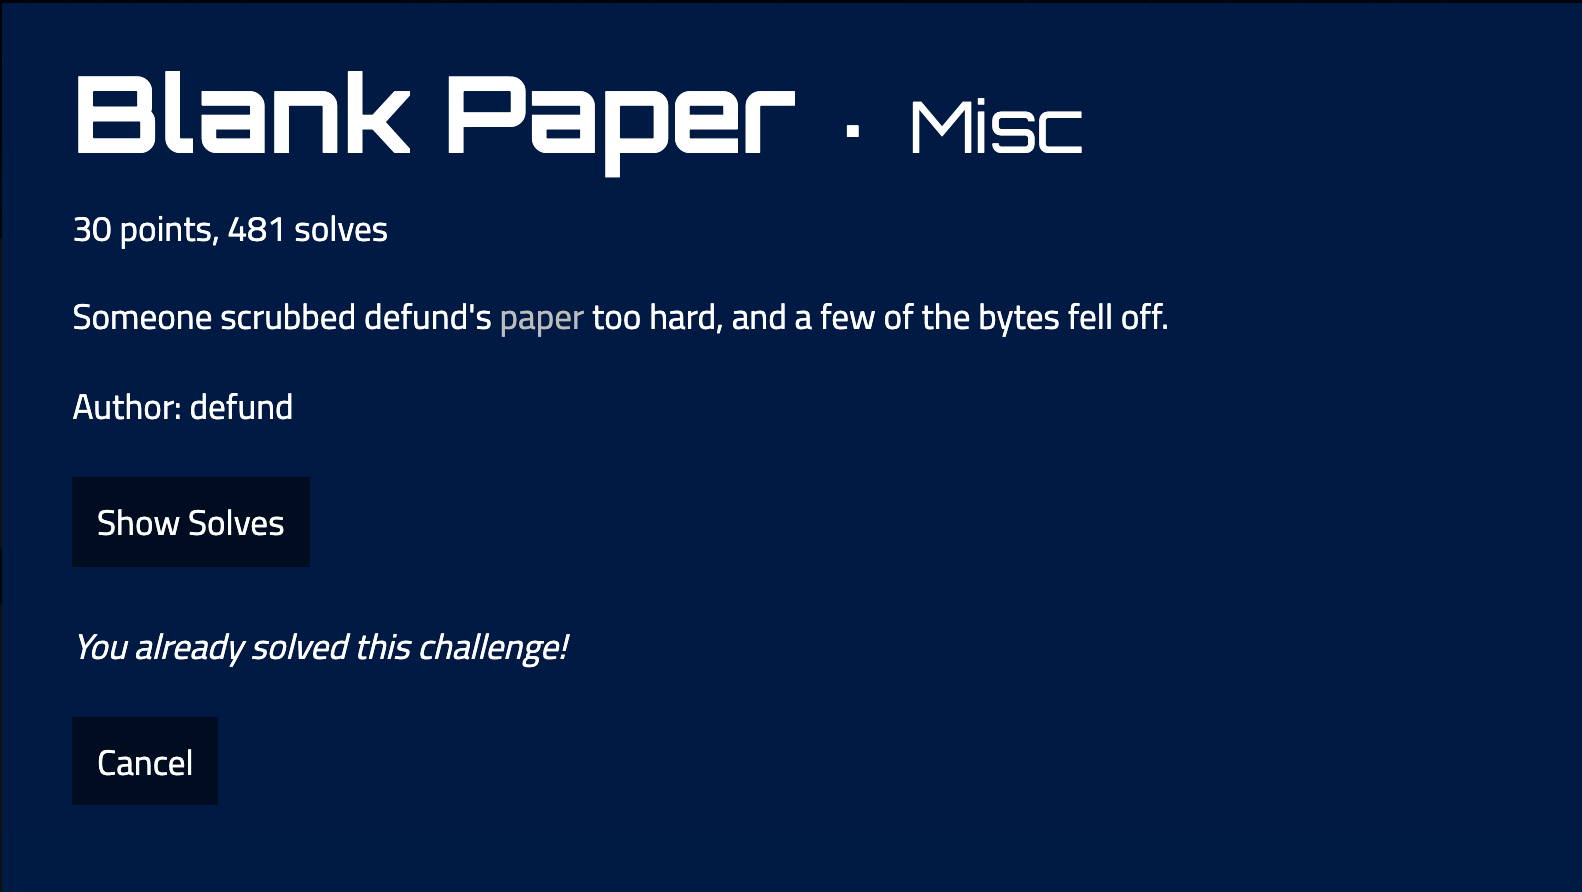 Blank Paper · Misc
30 points, 481 solves
Someone scrubbed defund's paper too hard, and a few of the bytes fell off.
Author: defund
Show Solves
You already solved this challenge!
Cancel